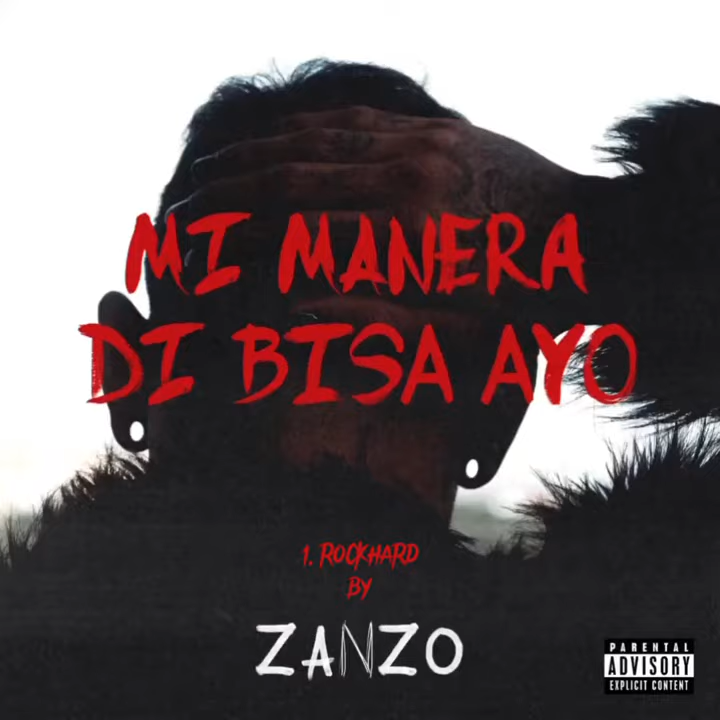 MI MANERA
DI BISA AYO
1. ROCKHARD
BY
ZANZO
PARENTAL
ADVISORY
EXPLICIT CONTENT